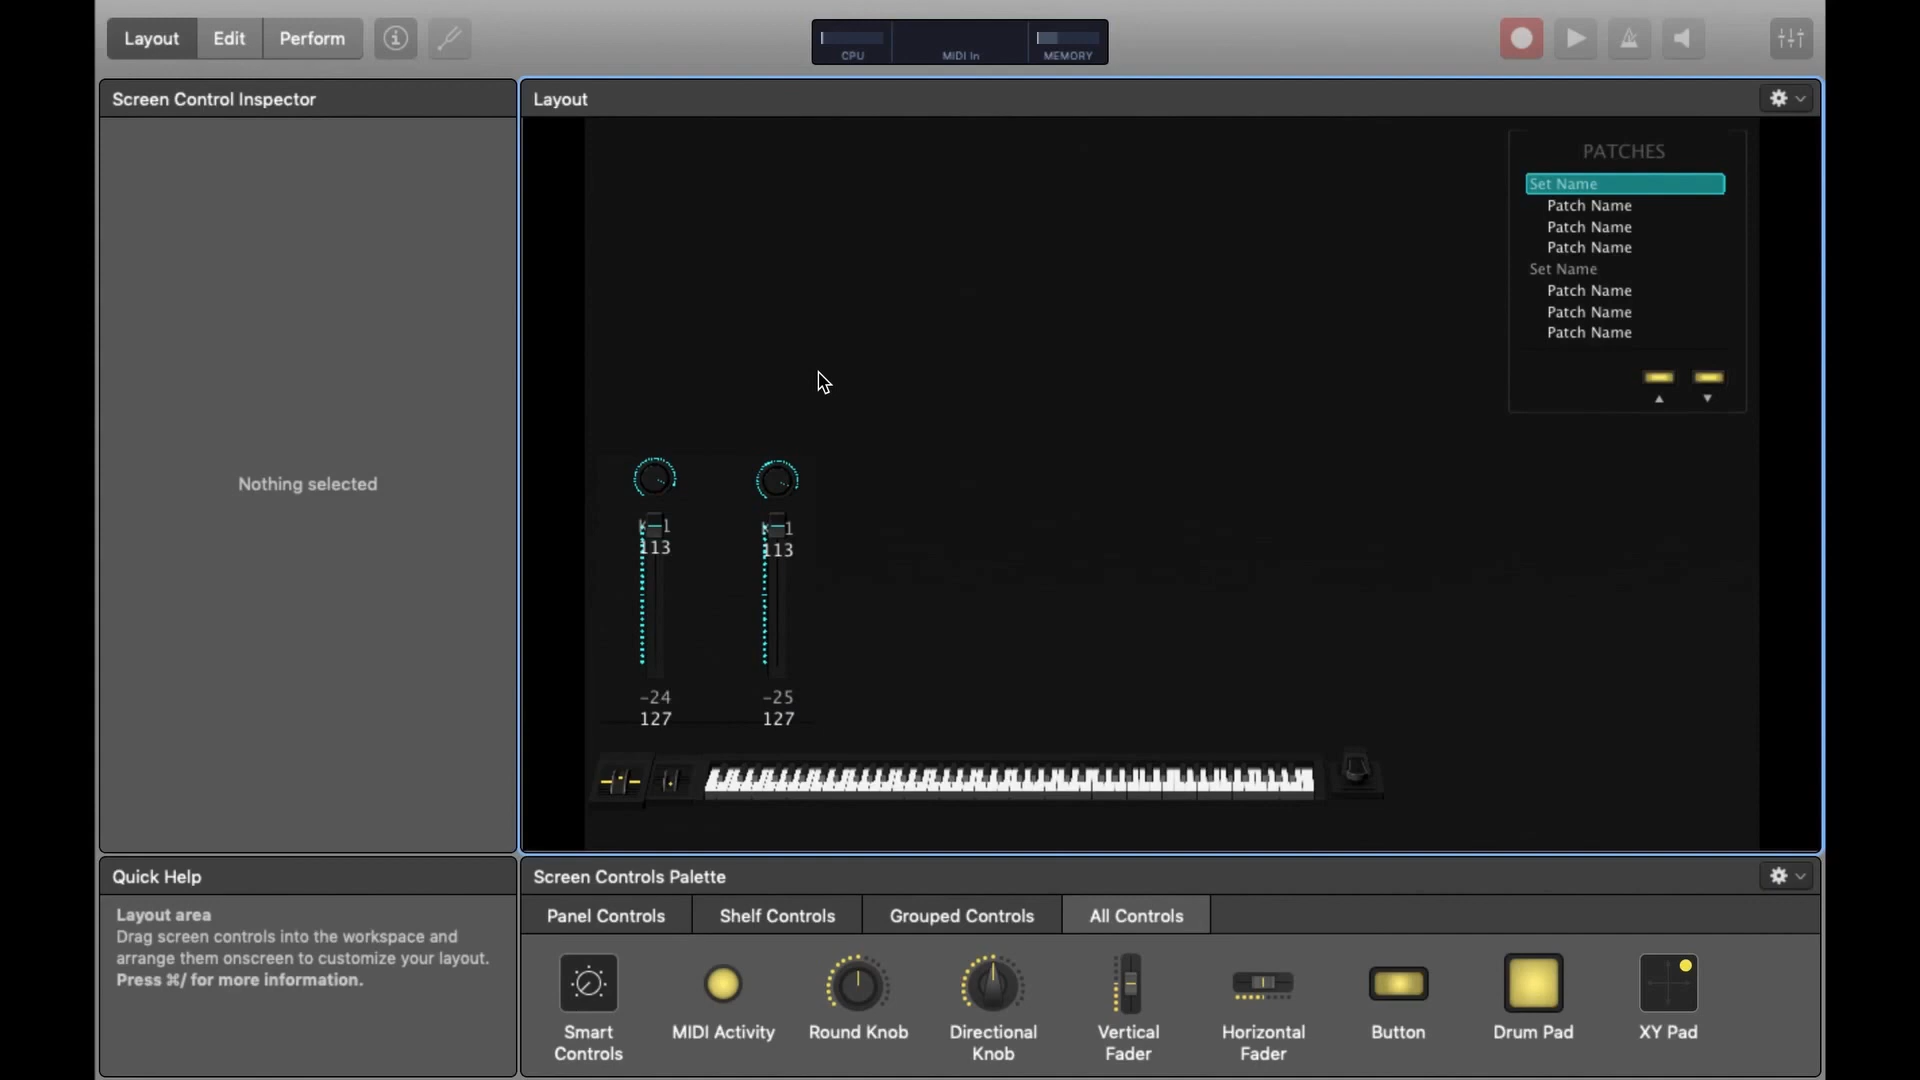 Layout Edit Perform
CPU MIDI In MEMORY
Screen Control Inspector
Nothing selected
Layout
PATCHES
Set Name
Patch Name
Patch Name
Patch Name
Set Name
Patch Name
Patch Name
Patch Name
113 113
-24 -25
127 127
Quick Help
Layout area
Drag screen controls into the workspace and
arrange them onscreen to customize your layout.
Press ⌘/ for more information.
Screen Controls Palette
Panel Controls Shelf Controls Grouped Controls All Controls
Smart
Controls
MIDI Activity
Round Knob
Directional
Knob
Vertical
Fader
Horizontal
Fader
Button
Drum Pad
XY Pad